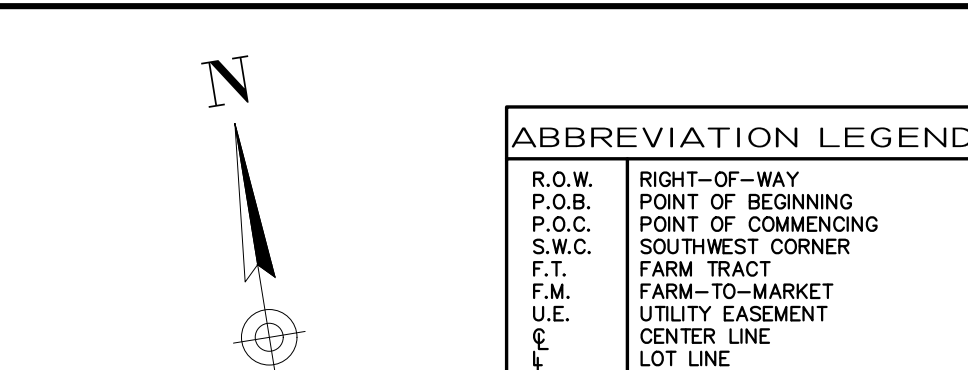 N
ABBREVIATION LEGEND
R.O.W. RIGHT-OF-WAY
P.O.B. POINT OF BEGINNING
P.O.C. POINT OF COMMENCING
S.W.C. SOUTHWEST CORNER
F.T. FARM TRACT
F.M. FARM-TO-MARKET
U.E. UTILITY EASEMENT
℄ CENTER LINE
LOT LINE